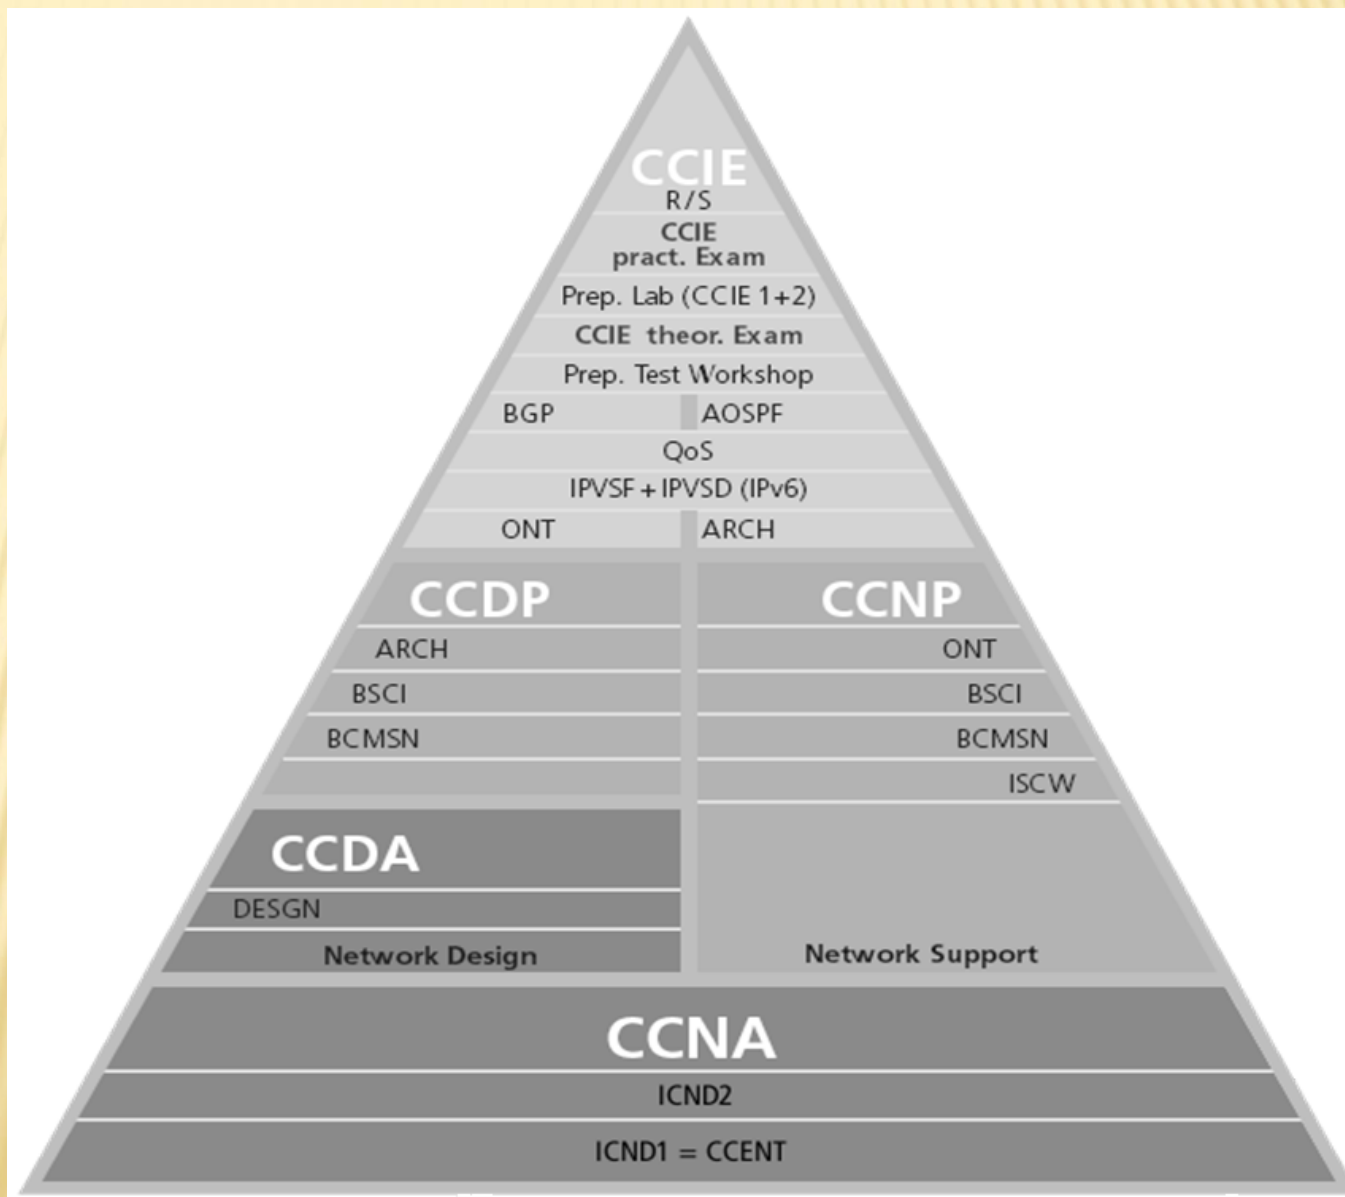 CCIE
R/S
CCIE
pract. Exam
Prep. Lab (CCIE 1+2)
CCIE theor. Exam
Prep. Test Workshop
BGP AOSPF
QoS
IPVSF + IPVSD (IPv6)
ONT ARCH
CCDP
ARCH
BSCI
BCMSN
CCNP
ONT
BSCI
BCMSN
ISCW
CCDA
DESGN
Network Design
Network Support
CCNA
ICND2
ICND1 = CCENT